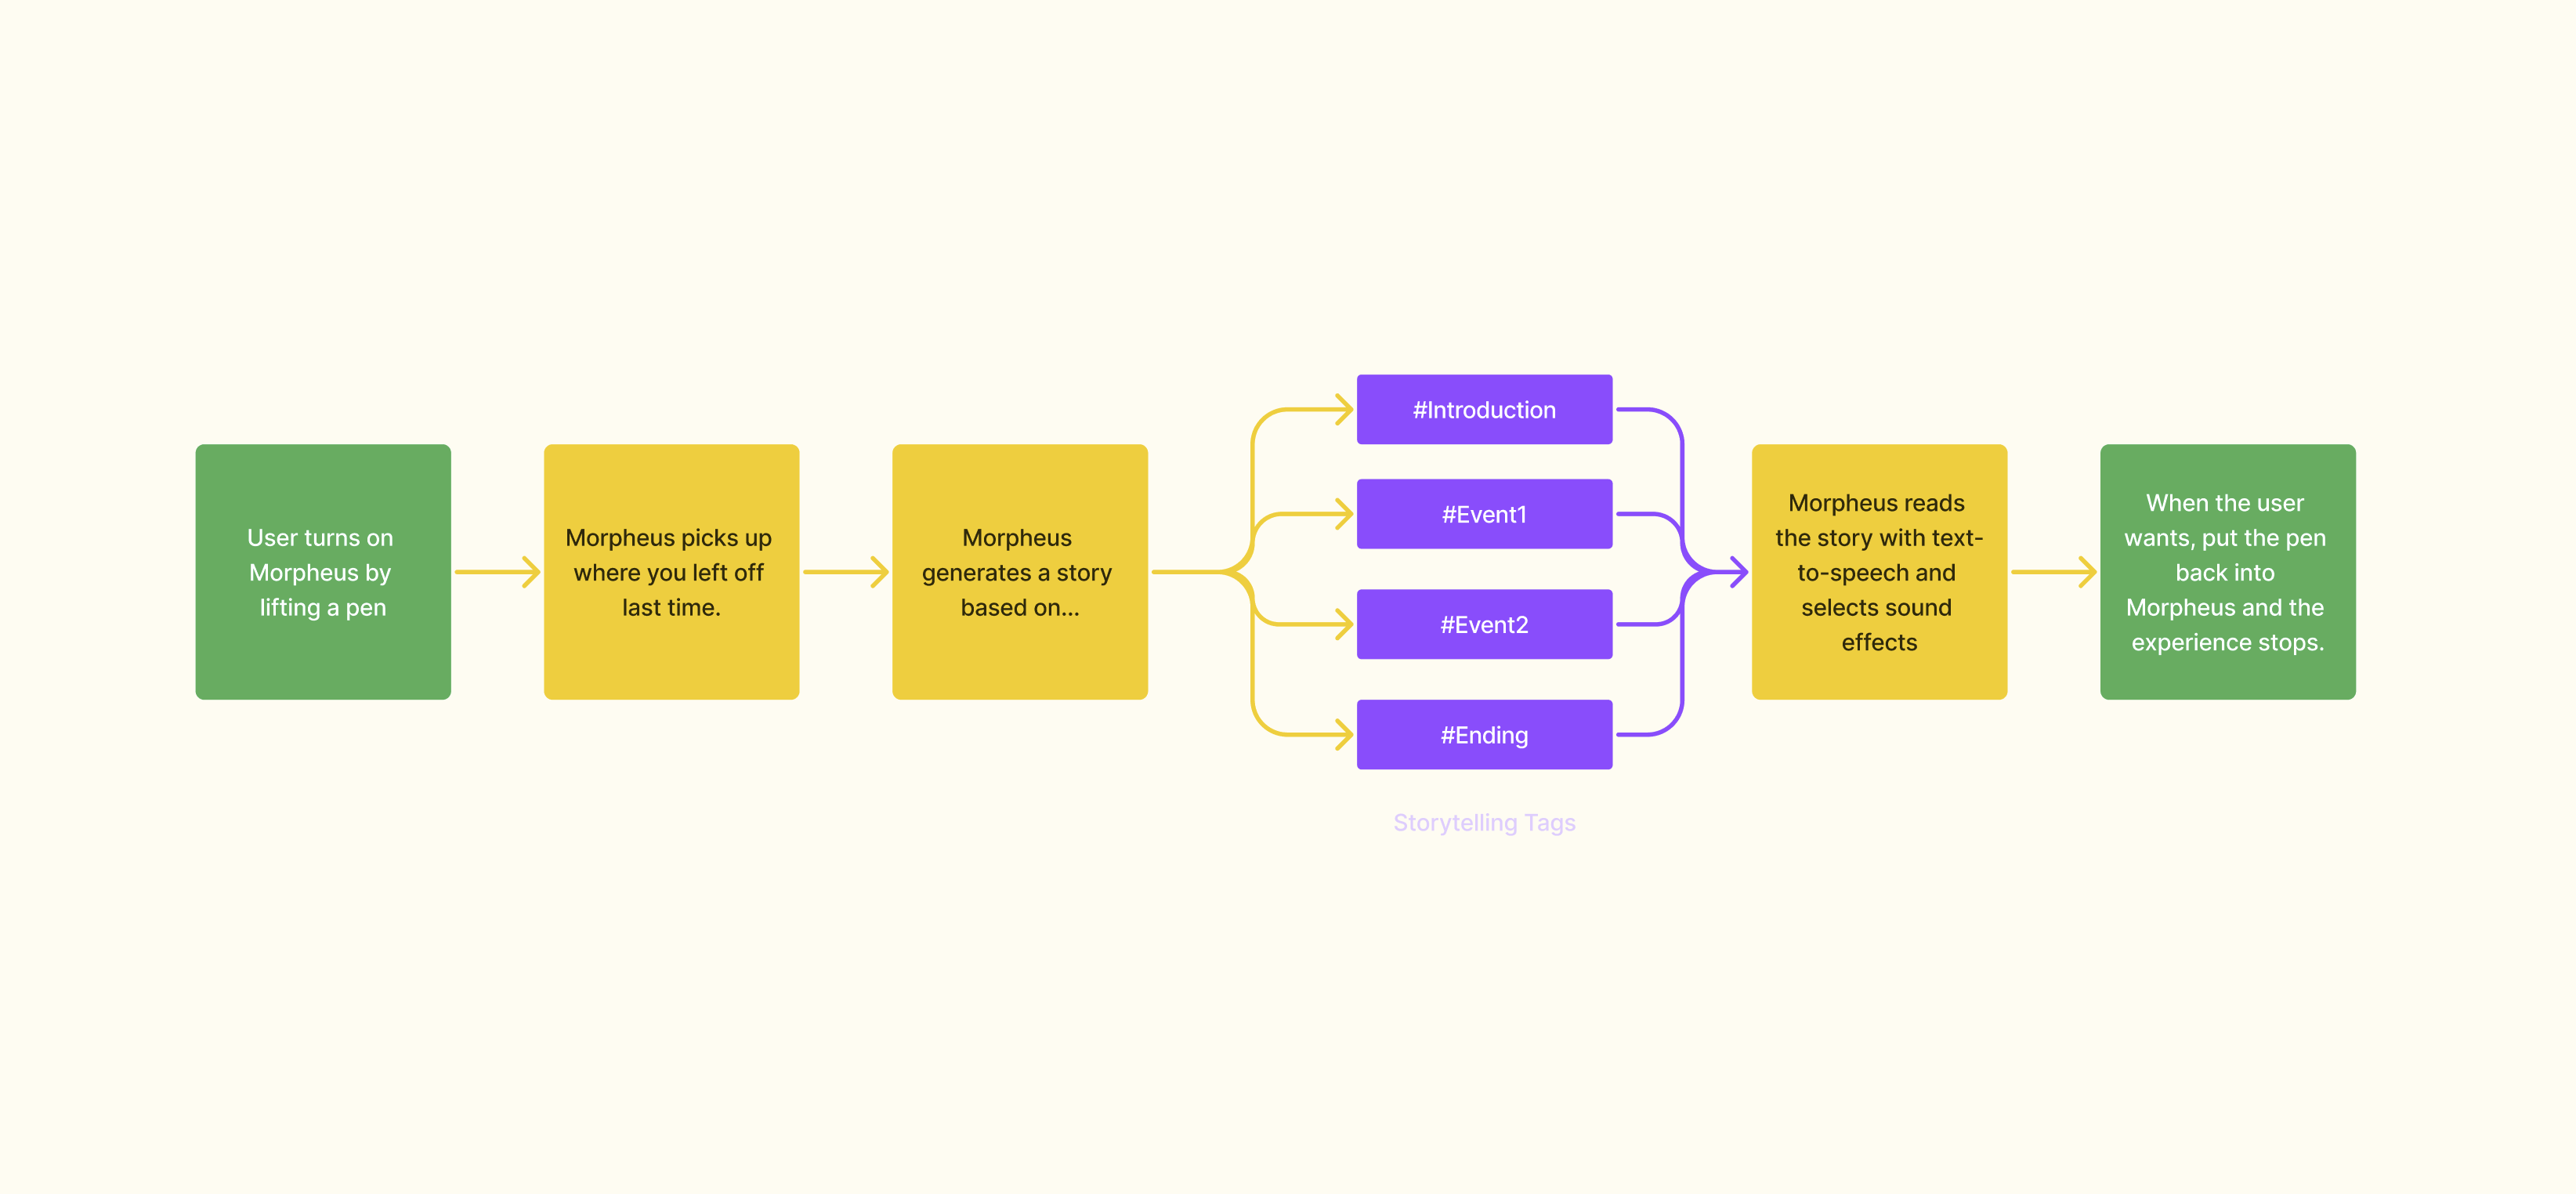 User turns on
Morpheus by
lifting a pen
Morpheus picks up
where you left off
last time.
Morpheus
generates a story
based on...
#Introduction
#Event1
#Event2
#Ending
Storytelling Tags
Morpheus reads
the story with text-
to-speech and
selects sound
effects
When the user
wants, put the pen
back into
Morpheus and the
experience stops.